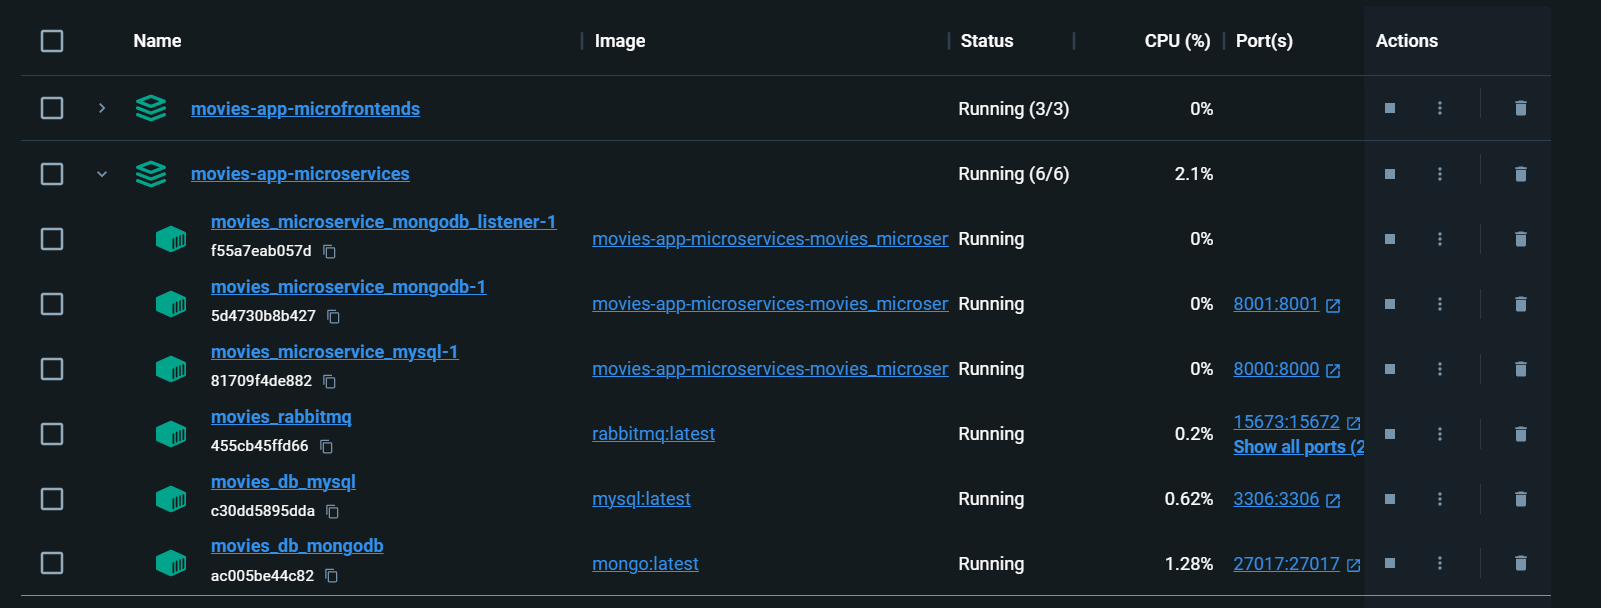 Name Image Status CPU (%) Port(s) Actions
movies-app-microfrontends Running (3/3) 0%
movies-app-microservices Running (6/6) 2.1%
movies_microservice_mongodb_listener-1
f55a7eab057d
movies-app-microservices-movies_microser Running 0%
movies_microservice_mongodb-1
5d4730b8b427
movies-app-microservices-movies_microser Running 0% 8001:8001
movies_microservice_mysql-1
81709f4de882
movies-app-microservices-movies_microser Running 0% 8000:8000
movies_rabbitmq
455cb45ffd66
rabbitmq:latest Running 0.2% 15673:15672
Show all ports (2
movies_db_mysql
c30dd5895dda
mysql:latest Running 0.62% 3306:3306
movies_db_mongodb
ac005be44c82
mongo:latest Running 1.28% 27017:27017